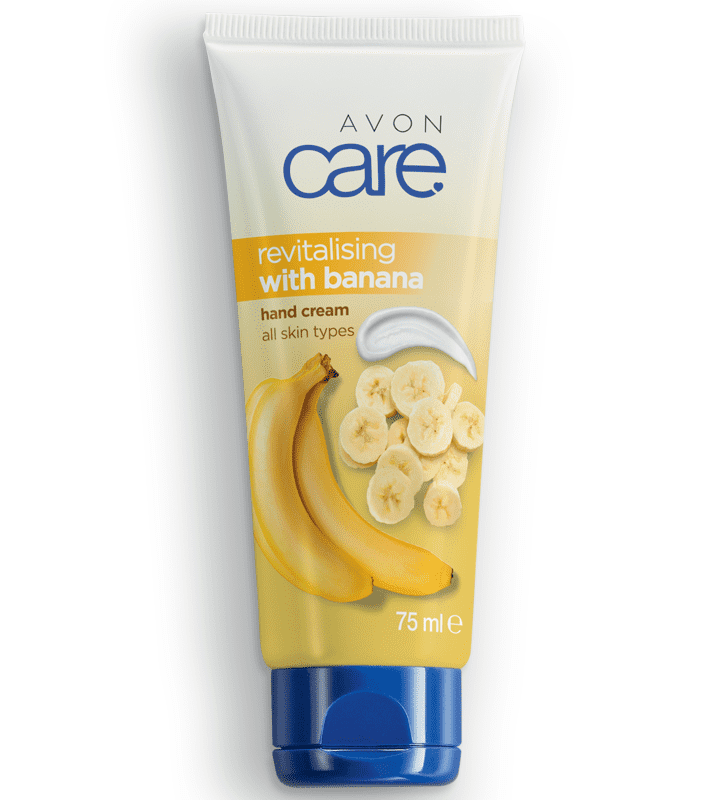 AVON
care
revitalising
with banana
hand cream
all skin types
75 ml ℮